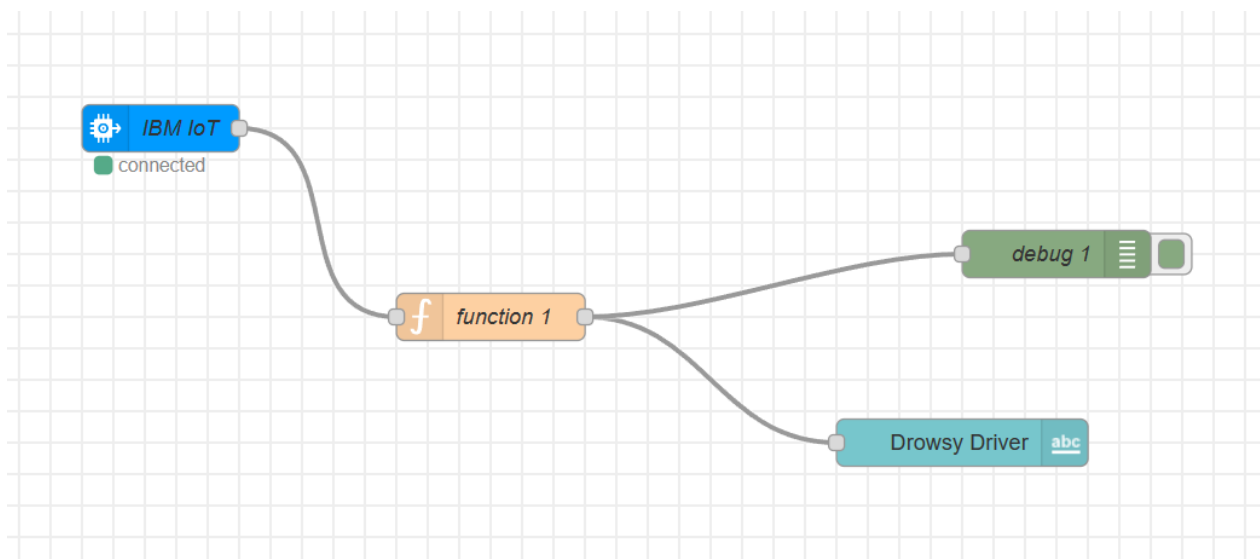 IBM IoT
connected
debug 1
function 1
Drowsy Driver
abc